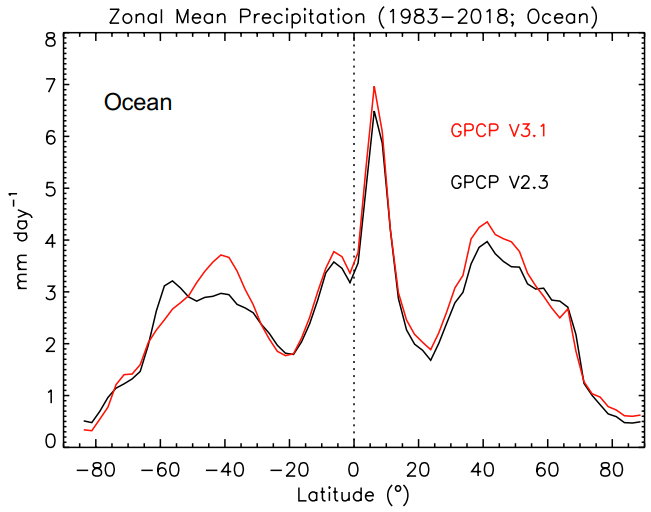 Zonal Mean Precipitation (1983−2018; Ocean)
8
7
6
5
4
3
2
1
0
mm day⁻¹
Ocean
GPCP V3.1
GPCP V2.3
−80 −60 −40 −20 0 20 40 60 80
Latitude (°)